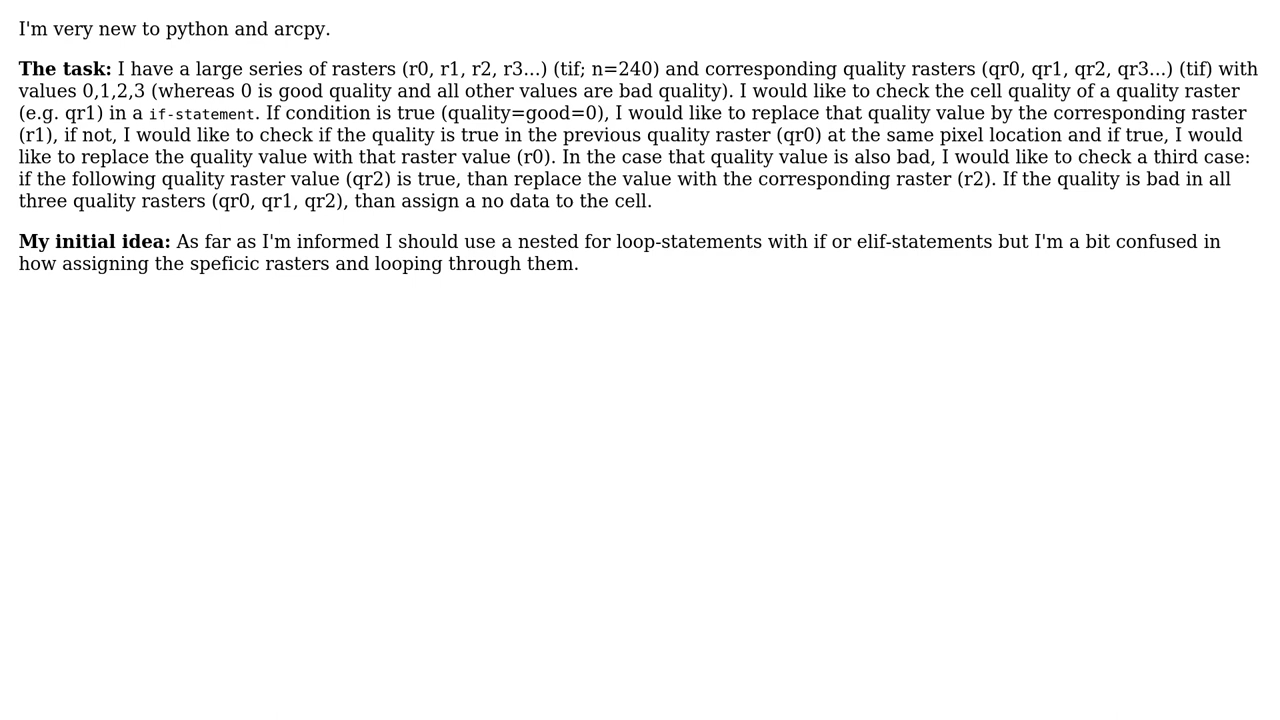 I'm very new to python and arcpy.
The task: I have a large series of rasters (r0, r1, r2, r3...) (tif; n=240) and corresponding quality rasters (qr0, qr1, qr2, qr3...) (tif) with
values 0,1,2,3 (whereas 0 is good quality and all other values are bad quality). I would like to check the cell quality of a quality raster
(e.g. qr1) in a if-statement. If condition is true (quality=good=0), I would like to replace that quality value by the corresponding raster
(r1), if not, I would like to check if the quality is true in the previous quality raster (qr0) at the same pixel location and if true, I would
like to replace the quality value with that raster value (r0). In the case that quality value is also bad, I would like to check a third case:
if the following quality raster value (qr2) is true, than replace the value with the corresponding raster (r2). If the quality is bad in all
three quality rasters (qr0, qr1, qr2), than assign a no data to the cell.
My initial idea: As far as I'm informed I should use a nested for loop-statements with if or elif-statements but I'm a bit confused in
how assigning the speficic rasters and looping through them.